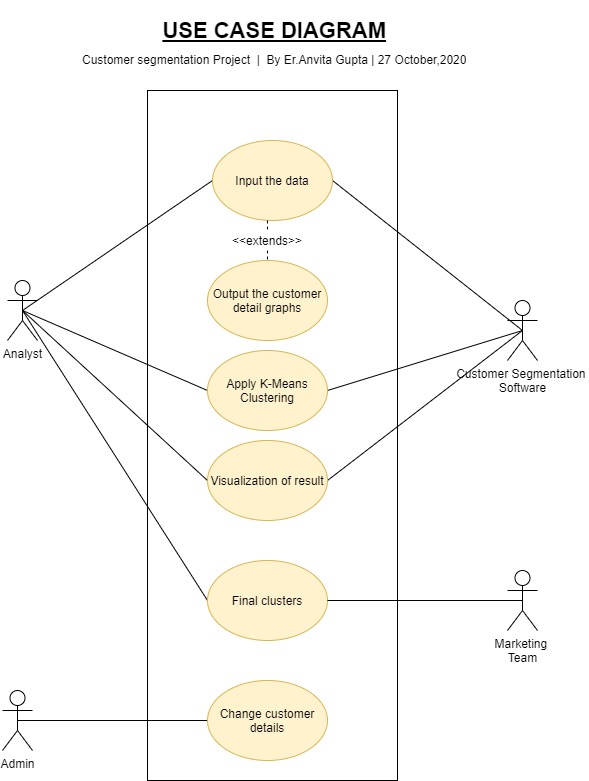 USE CASE DIAGRAM
Customer segmentation Project | By Er.Anvita Gupta | 27 October,2020
Input the data
<<extends>>
Output the customer
detail graphs
Analyst
Apply K-Means
Clustering
Customer Segmentation
Software
Visualization of result
Final clusters
Marketing
Team
Change customer
details
Admin